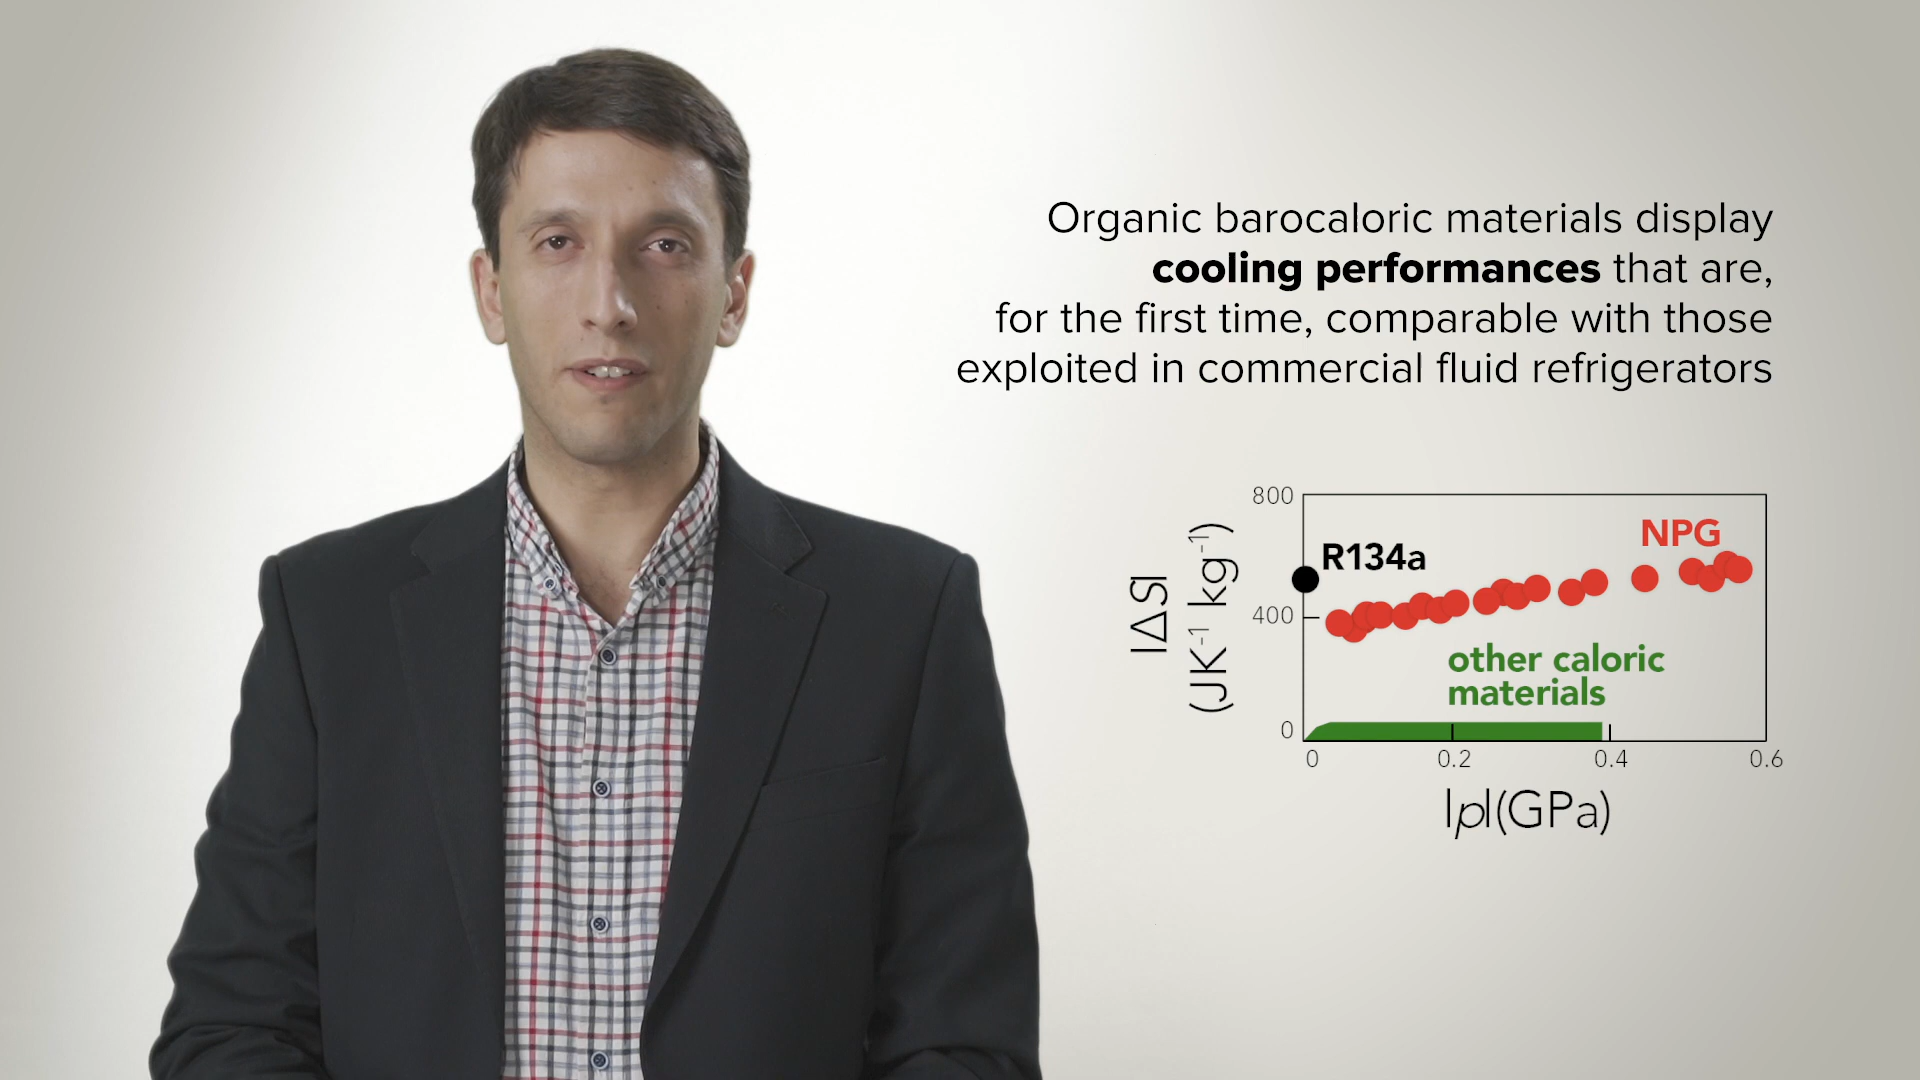 Organic barocaloric materials display
cooling performances that are,
for the first time, comparable with those
exploited in commercial fluid refrigerators
800
400
0
|ΔS|
(JK⁻¹ kg⁻¹)
R134a
NPG
other caloric
materials
0
0.2
0.4
0.6
|p|(GPa)